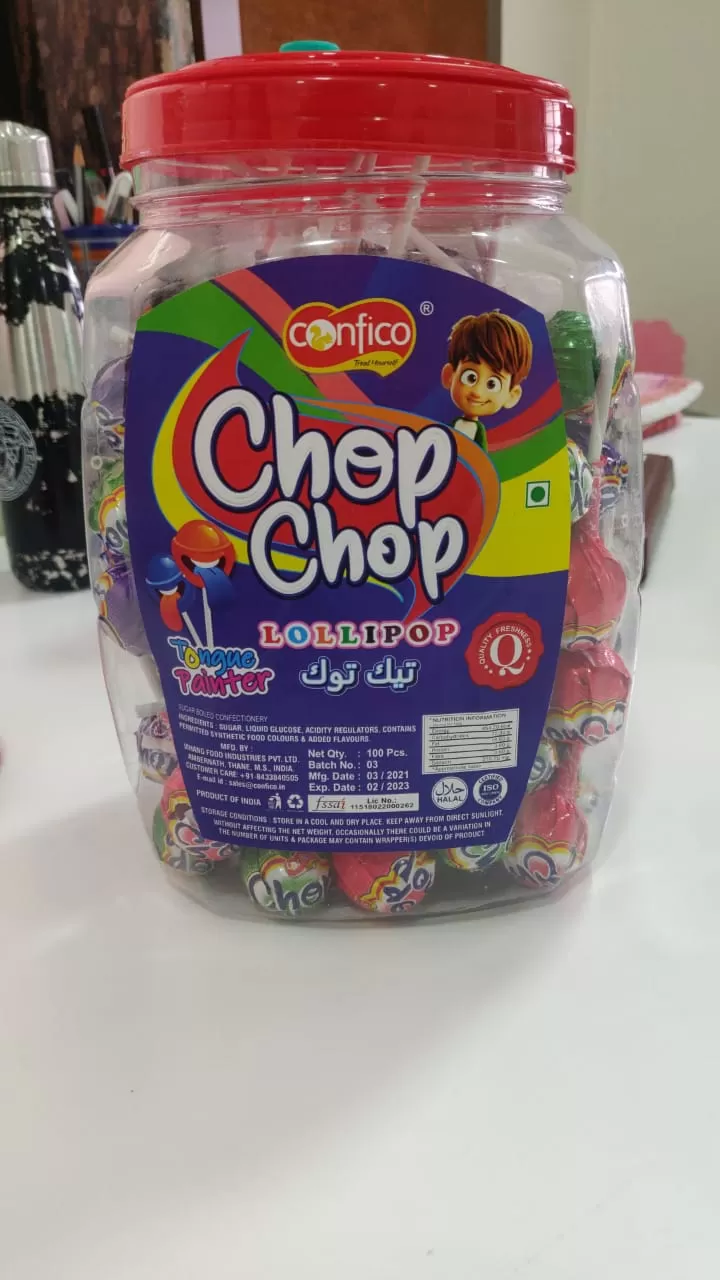 confico ®
Treat Yourself
Chop
Chop
LOLLIPOP
تيك توك
Tongue
Painter
QUALITY FRESHNESS
Q
SUGAR BOILED CONFECTIONERY
INGREDIENTS : SUGAR, LIQUID GLUCOSE, ACIDITY REGULATORS, CONTAINS
PERMITTED SYNTHETIC FOOD COLOURS & ADDED FLAVOURS.
MFG. BY :
FOOD INDUSTRIES PVT. LTD.
AMBERNATH, THANE, M.S., INDIA.
CUSTOMER CARE +91-8433840505
E-mail id : sales@confico.in
PRODUCT OF INDIA
Net Qty. : 100 Pcs.
Batch No. : 03
Mfg. Date : 03 / 2021
Exp. Date : 02 / 2023
fssai
Lic No.:
11518022000262
NUTRITION INFORMATION
حلال
HALAL
CERTIFIED
ISO
COMPANY
STORAGE CONDITIONS : STORE IN A COOL AND DRY PLACE. KEEP AWAY FROM DIRECT SUNLIGHT.
WITHOUT AFFECTING THE NET WEIGHT, OCCASIONALLY THERE COULD BE A VARIATION IN
THE NUMBER OF UNITS & PACKAGE MAY CONTAIN WRAPPER(S) DEVOID OF PRODUCT